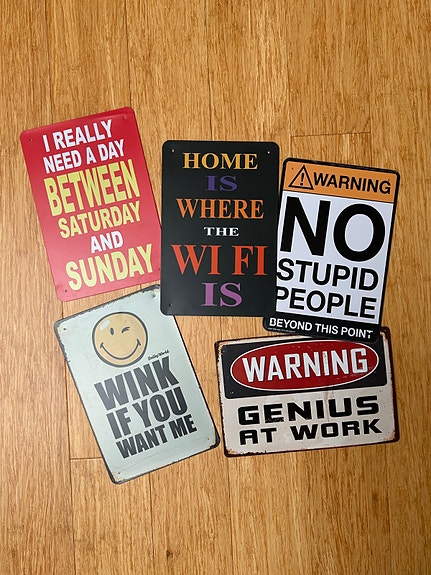 I REALLY
NEED A DAY
BETWEEN
SATURDAY
AND
SUNDAY
HOME
IS
WHERE
THE
WI FI
IS
WARNING
NO
STUPID
PEOPLE
BEYOND THIS POINT
SmileyWorld
WINK
IF YOU
WANT ME
WARNING
GENIUS
AT WORK